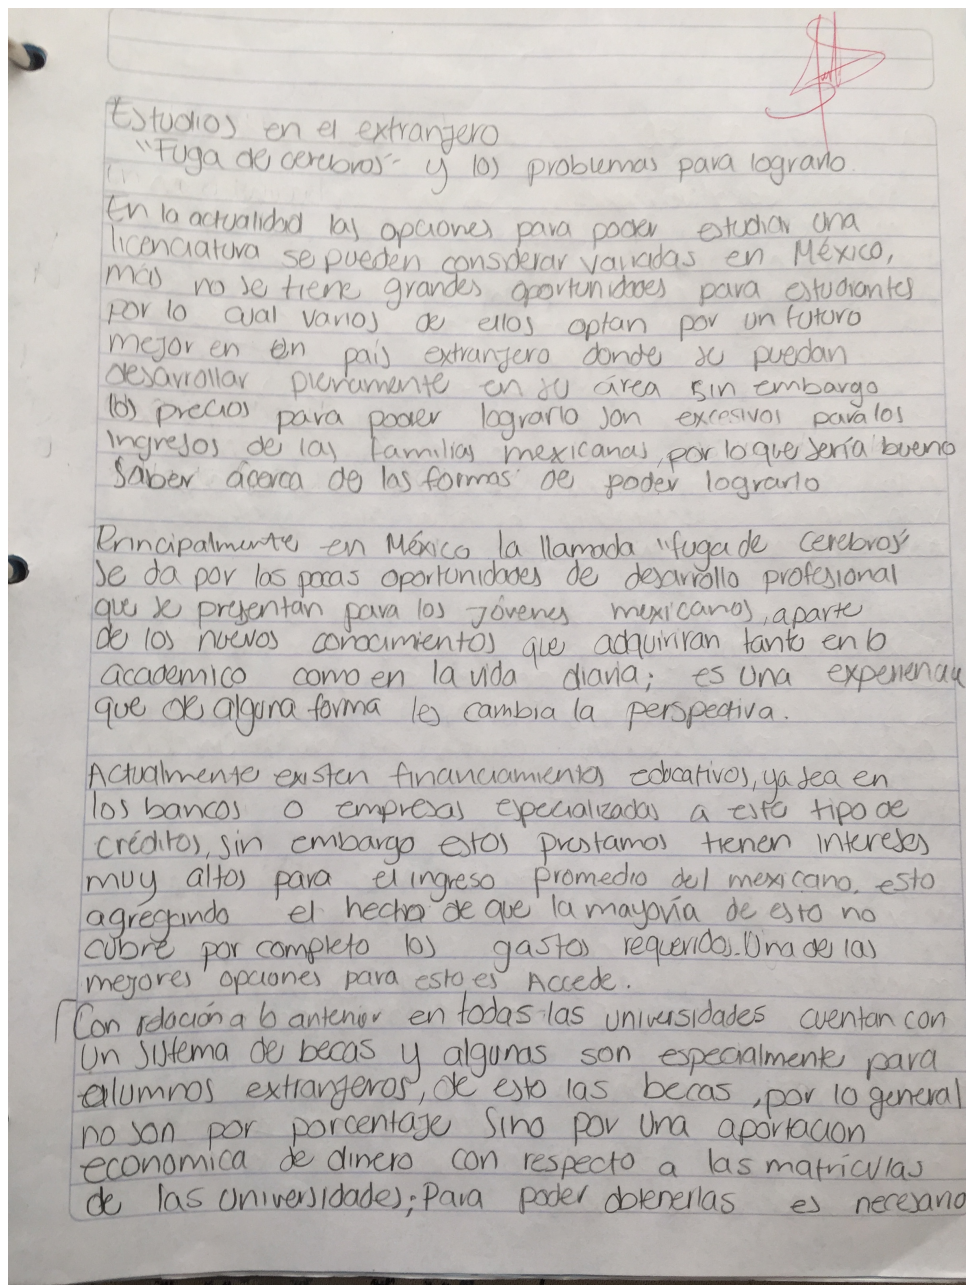 Estudios en el extranjero
"Fuga de cerebros" y los problemas para lograrlo
En la actualidad las opciones para poder estudiar una
licenciatura se pueden considerar variadas en México,
más no se tiene grandes oportunidades para estudiantes
por lo cual varios de ellos optan por un futuro
mejor en un país extranjero donde se puedan
desarrollar plenamente en su área sin embargo
los precios para poder lograrlo son excesivos para los
ingresos de las familias mexicanas, por lo que sería bueno
saber ácerca de las formas de poder lograrlo
Principalmente en México la llamada "fuga de cerebros"
se da por las pocas oportunidades de desarrollo profesional
que se presentan para los jóvenes mexicanos, aparte
de los nuevos conocimientos que adquiriran tanto en lo
academico como en la vida diaria; es una experiencia
que de alguna forma les cambia la perspectiva.
Actualmente existen financiamientos educativos, ya sea en
los bancos o empresas especializadas a este tipo de
créditos, sin embargo estos prestamos tienen intereses
muy altos para el ingreso promedio del mexicano. esto
agregando el hecho de que la mayoría de esto no
cubre por completo los gastos requeridos. Una de las
mejores opciones para esto es Accede.
Con relación a lo anterior en todas las universidades cuentan con
un sistema de becas y algunas son especialmente para
alumnos extranjeros, de esto las becas, por lo general
no son por porcentaje sino por una aportacion
economica de dinero con respecto a las matrículas
de las universidades; Para poder obtenerlas es necesario